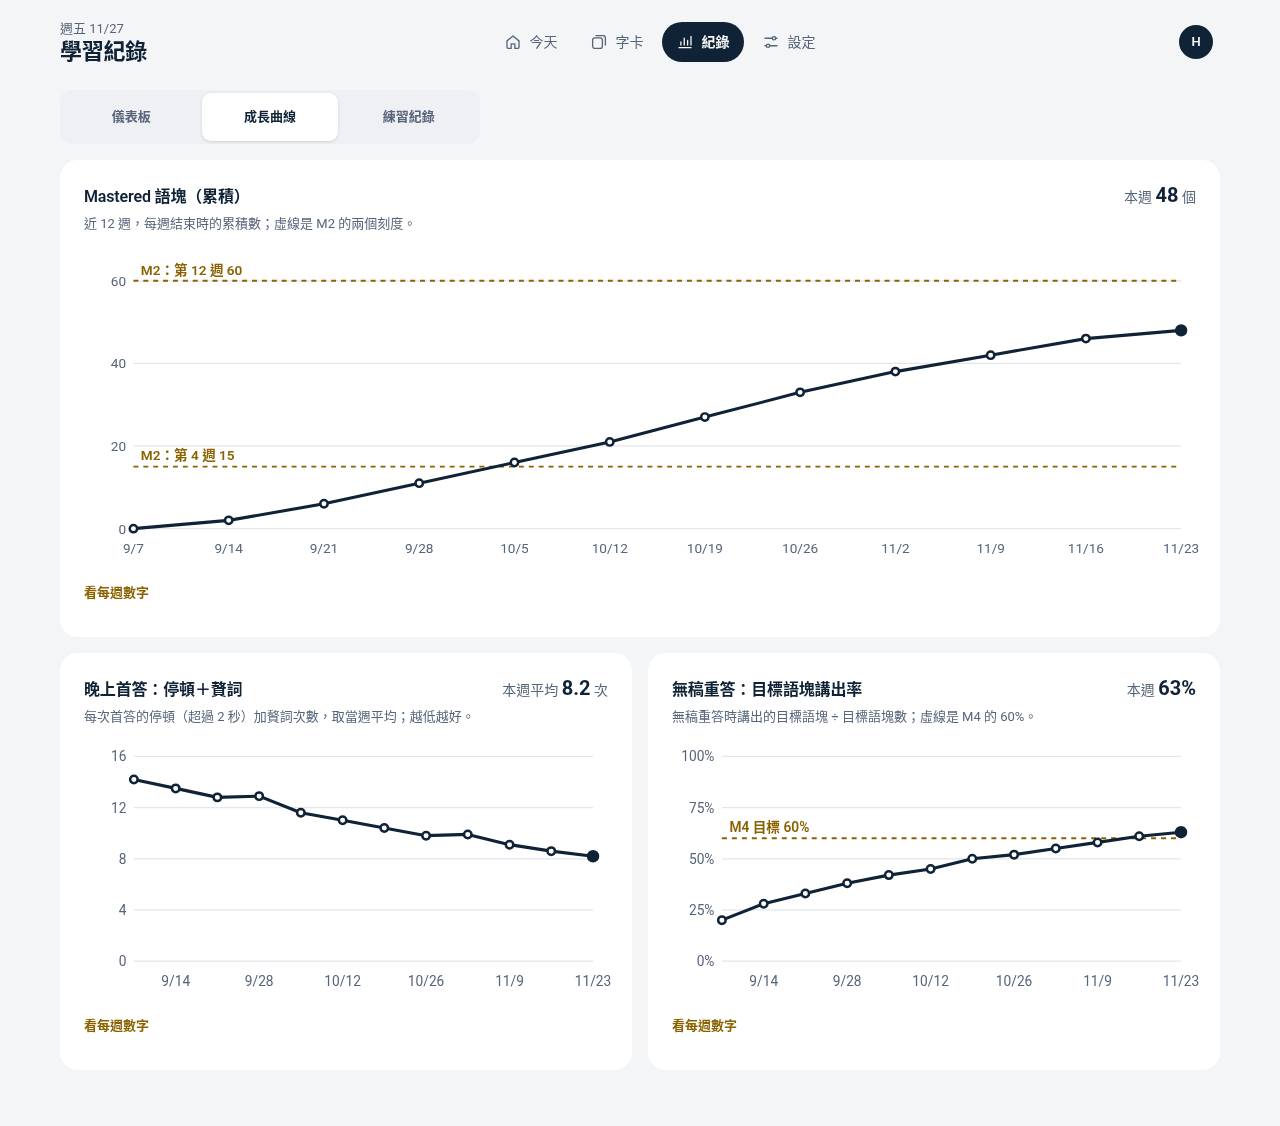 週五 11/27
學習紀錄
今天
字卡
紀錄
設定
H
儀表板
成長曲線
練習紀錄
Mastered 語塊（累積）
本週 48 個
近 12 週，每週結束時的累積數；虛線是 M2 的兩個刻度。
M2：第 12 週 60
60
40
20
M2：第 4 週 15
0
9/7 9/14 9/21 9/28 10/5 10/12 10/19 10/26 11/2 11/9 11/16 11/23
看每週數字
晚上首答：停頓＋贅詞
本週平均 8.2 次
每次首答的停頓（超過 2 秒）加贅詞次數，取當週平均；越低越好。
16
12
8
4
0
9/14 9/28 10/12 10/26 11/9 11/23
看每週數字
無稿重答：目標語塊講出率
本週 63%
無稿重答時講出的目標語塊 ÷ 目標語塊數；虛線是 M4 的 60%。
100%
75%
M4 目標 60%
50%
25%
0%
9/14 9/28 10/12 10/26 11/9 11/23
看每週數字